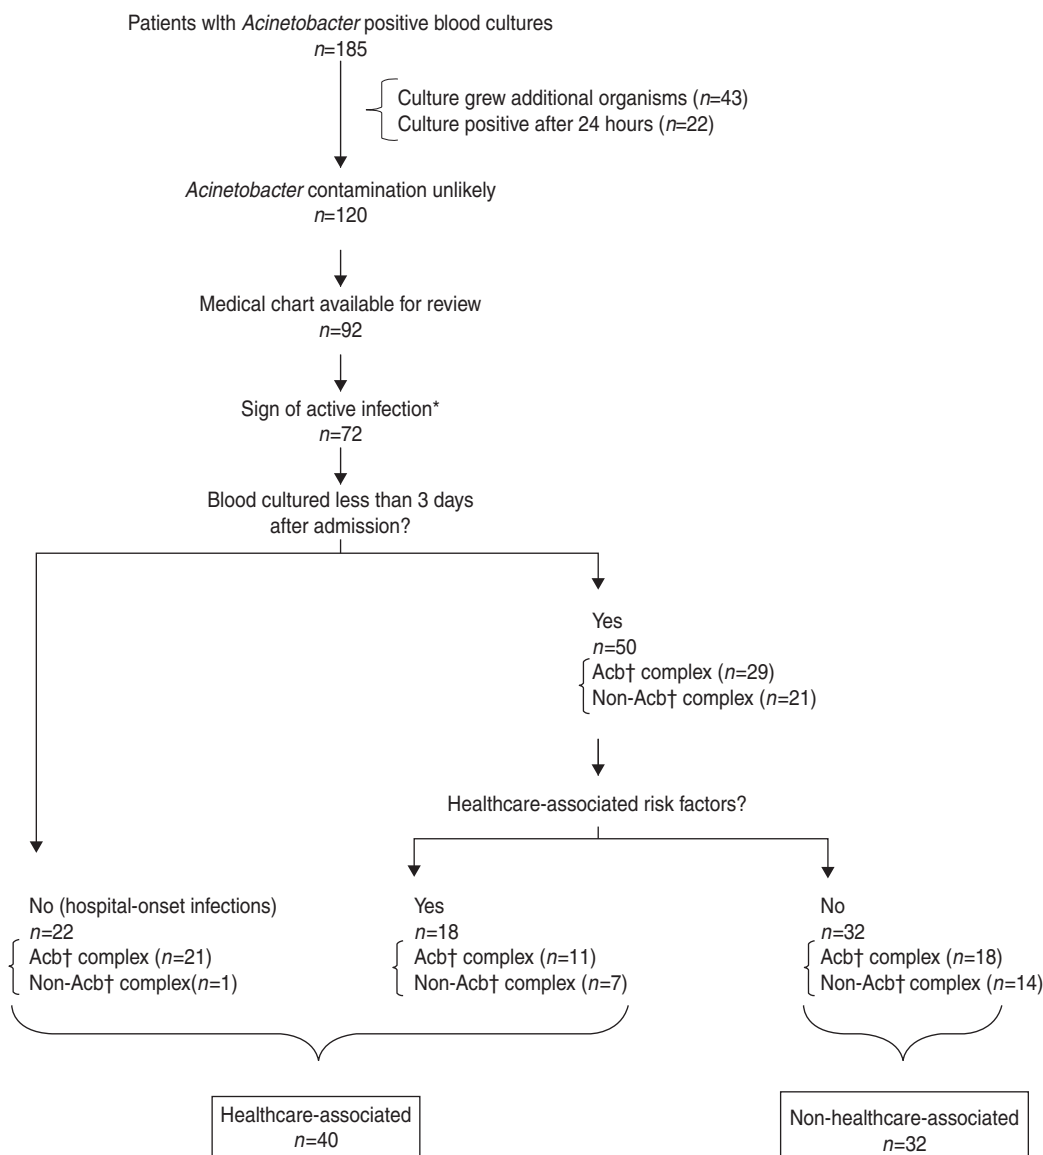 Patients wlth Acinetobacter positive blood cultures
n=185
Culture grew additional organisms (n=43)
Culture positive after 24 hours (n=22)
Acinetobacter contamination unlikely
n=120
Medical chart available for review
n=92
Sign of active infection*
n=72
Blood cultured less than 3 days
after admission?
Yes
n=50
Acb† complex (n=29)
Non-Acb† complex (n=21)
Healthcare-associated risk factors?
No (hospital-onset infections)
n=22
Acb† complex (n=21)
Non-Acb† complex(n=1)
Yes
n=18
Acb† complex (n=11)
Non-Acb† complex (n=7)
No
n=32
Acb† complex (n=18)
Non-Acb† complex (n=14)
Healthcare-associated
n=40
Non-healthcare-associated
n=32